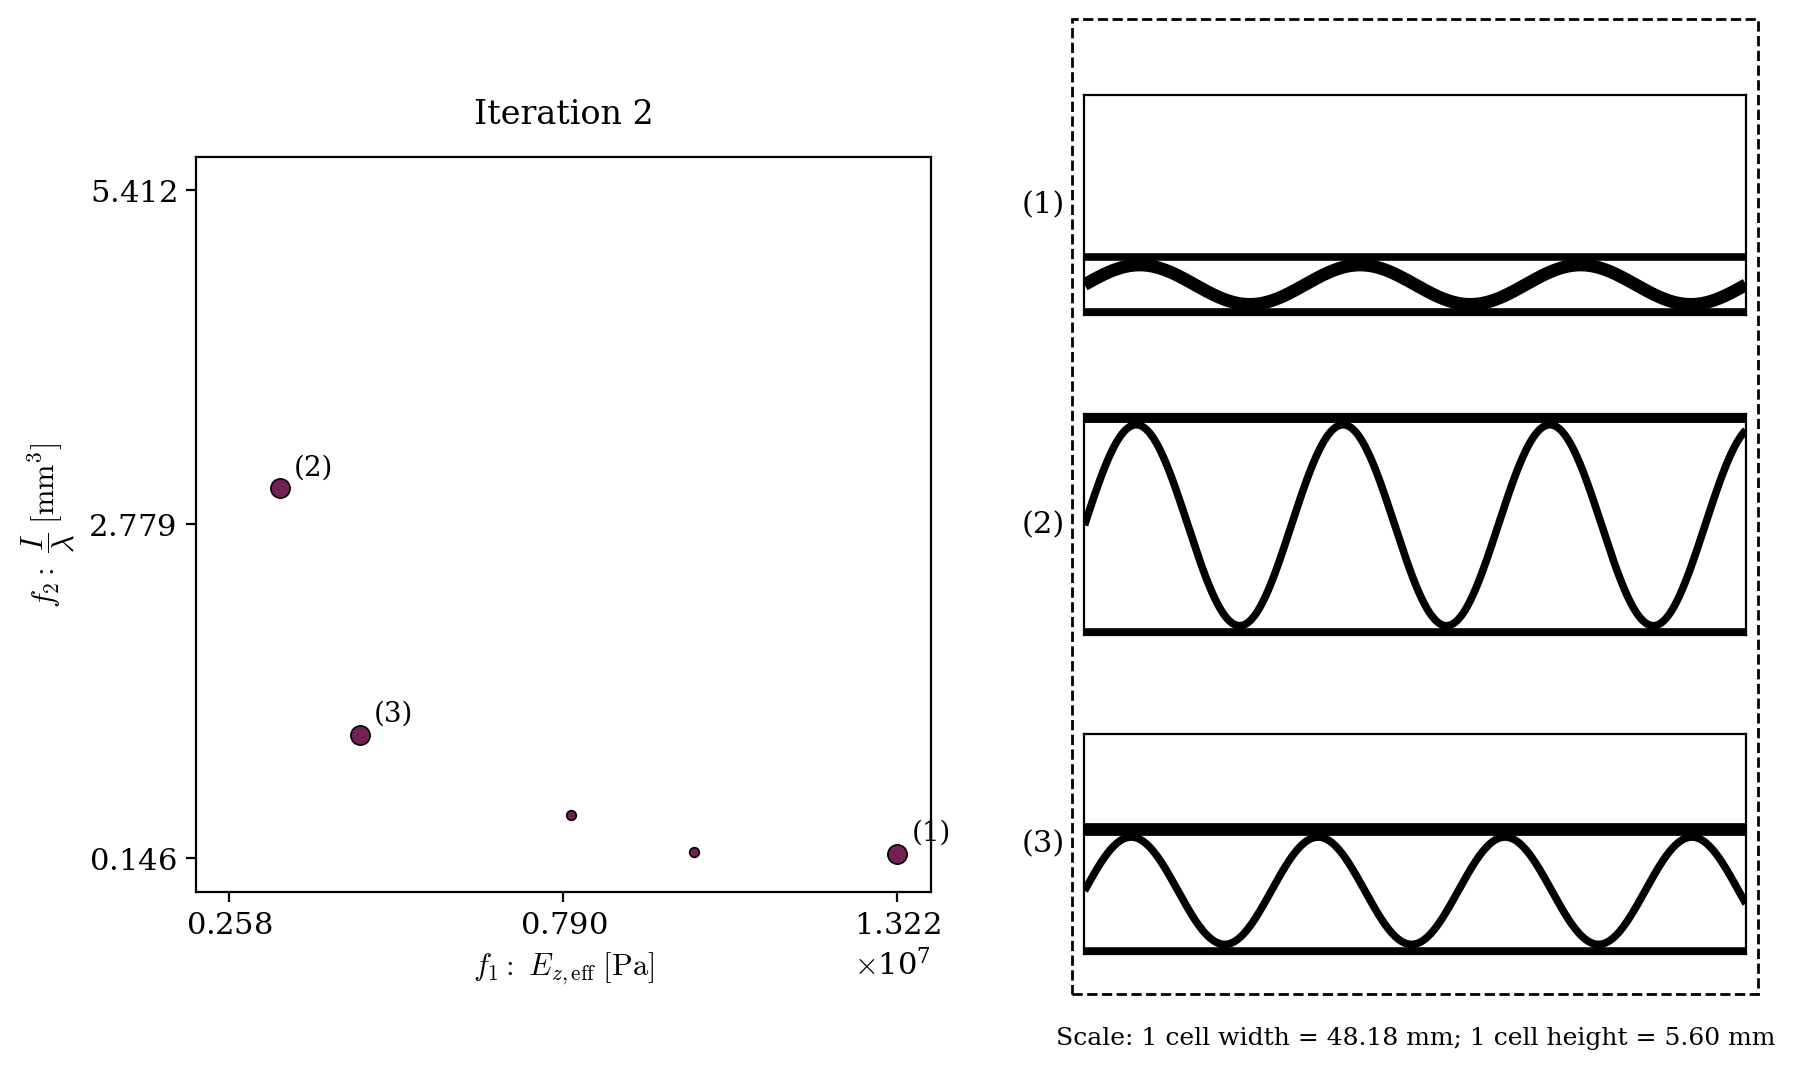 Iteration 2
5.412
2.779
0.146
f₂ : I/λ [mm³]
(2)
(3)
(1)
0.258 0.790 1.322
×10⁷
f₁ : E_z,eff [Pa]
(1)
(2)
(3)
Scale: 1 cell width = 48.18 mm; 1 cell height = 5.60 mm